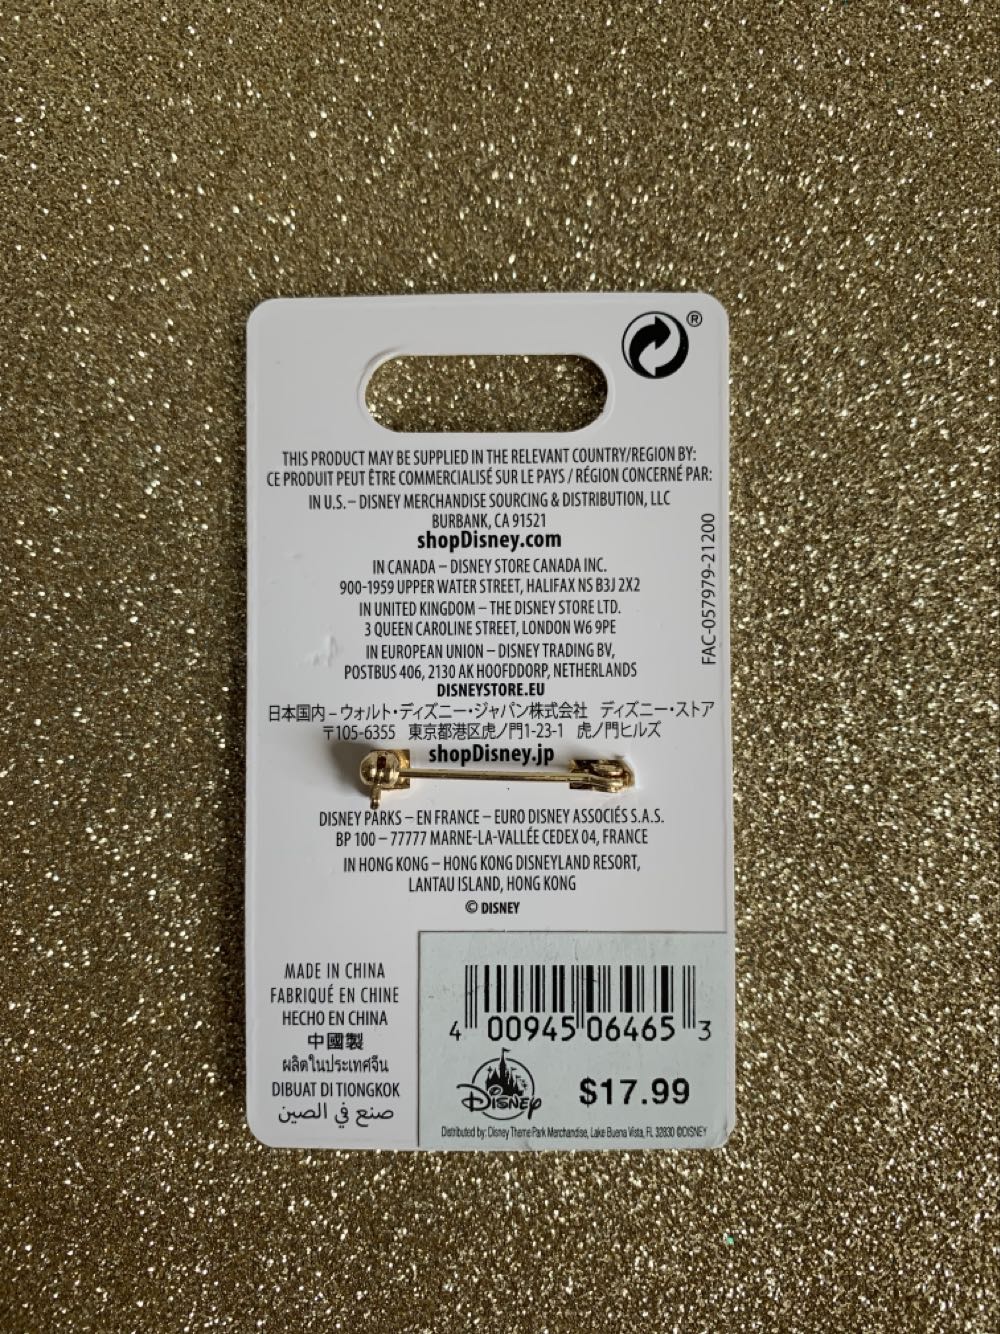 ®
THIS PRODUCT MAY BE SUPPLIED IN THE RELEVANT COUNTRY/REGION BY:
CE PRODUIT PEUT ÊTRE COMMERCIALISÉ SUR LE PAYS / RÉGION CONCERNÉ PAR:
IN U.S. – DISNEY MERCHANDISE SOURCING & DISTRIBUTION, LLC
BURBANK, CA 91521
shopDisney.com
IN CANADA – DISNEY STORE CANADA INC.
900-1959 UPPER WATER STREET, HALIFAX NS B3J 2X2
IN UNITED KINGDOM – THE DISNEY STORE LTD.
3 QUEEN CAROLINE STREET, LONDON W6 9PE
IN EUROPEAN UNION – DISNEY TRADING BV,
POSTBUS 406, 2130 AK HOOFDDORP, NETHERLANDS
DISNEYSTORE.EU
日本国内 – ウォルト・ディズニー・ジャパン株式会社 ディズニー・ストア
〒105-6355 東京都港区虎ノ門1-23-1 虎ノ門ヒルズ
shopDisney.jp
DISNEY PARKS – EN FRANCE – EURO DISNEY ASSOCIÉS S.A.S.
BP 100 – 77777 MARNE-LA-VALLÉE CEDEX 04, FRANCE
IN HONG KONG – HONG KONG DISNEYLAND RESORT,
LANTAU ISLAND, HONG KONG
© DISNEY
FAC-057979-21200
MADE IN CHINA
FABRIQUÉ EN CHINE
HECHO EN CHINA
中國製
ผลิตในประเทศจีน
DIBUAT DI TIONGKOK
صنع في الصين
4 00945 06465 3
Disney
$17.99
Distributed by: Disney Theme Park Merchandise, Lake Buena Vista, FL 32830 ©DISNEY